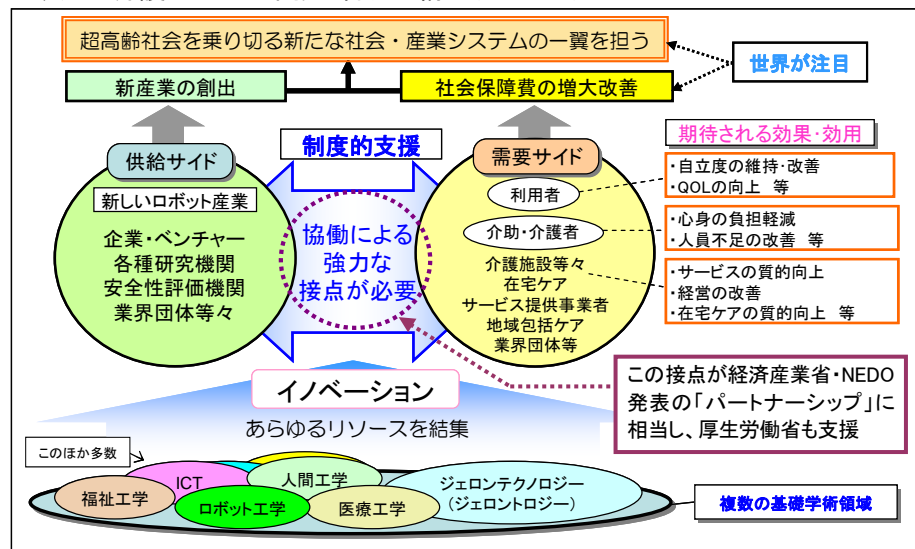 超高齢社会を乗り切る新たな社会・産業システムの一翼を担う
世界が注目
新産業の創出
社会保障費の増大改善
制度的支援
期待される効果・効用
供給サイド
需要サイド
新しいロボット産業
企業・ベンチャー
各種研究機関
安全性評価機関
業界団体等々
協働による
強力な
接点が必要
利用者
介助・介護者
介護施設等々
在宅ケア
サービス提供事業者
地域包括ケア
業界団体等
・自立度の維持・改善
・QOLの向上 等
・心身の負担軽減
・人員不足の改善 等
・サービスの質的向上
・経営の改善
・在宅ケアの質的向上 等
この接点が経済産業省・NEDO
発表の「パートナーシップ」に
相当し、厚生労働省も支援
イノベーション
あらゆるリソースを結集
このほか多数
福祉工学
ICT
ロボット工学
人間工学
医療工学
ジェロンテクノロジー
(ジェロントロジー)
複数の基礎学術領域